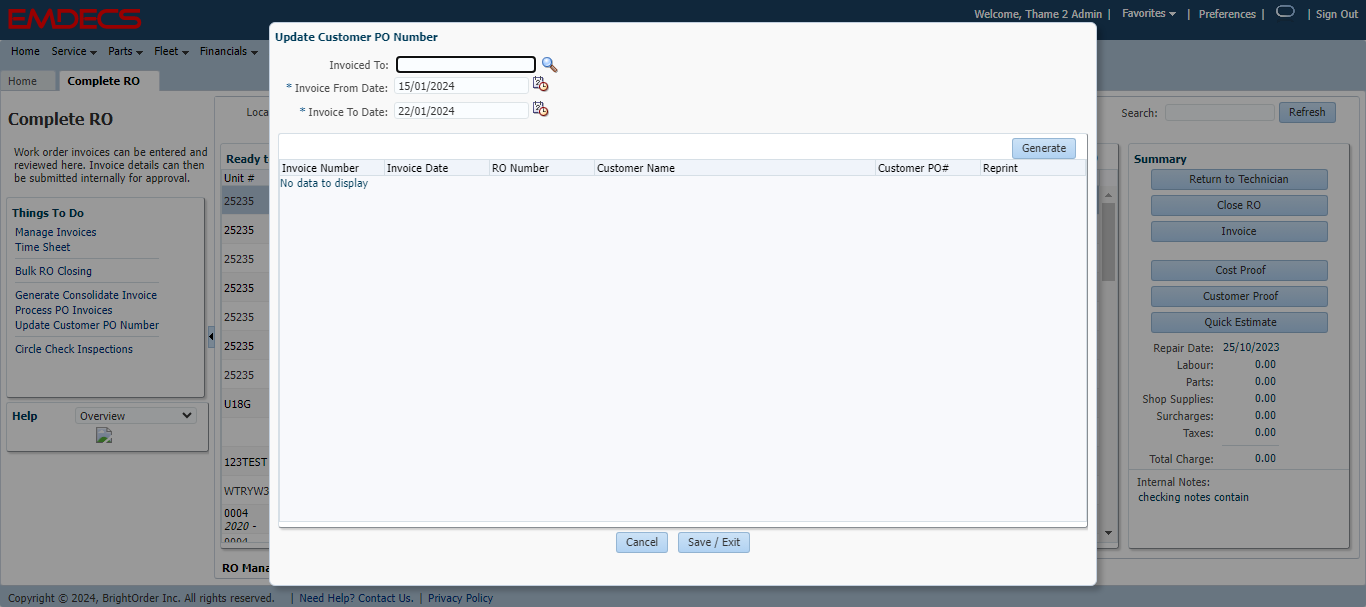 EMDECS
Welcome, Thame 2 Admin | Favorites | Preferences | | Sign Out
Home Service Parts Fleet Financials
Home Complete RO
Complete RO
Work order invoices can be entered and
reviewed here. Invoice details can then
be submitted internally for approval.
Things To Do
Manage Invoices
Time Sheet
Bulk RO Closing
Generate Consolidate Invoice
Process PO Invoices
Update Customer PO Number
Circle Check Inspections
Help Overview
Loca
Ready t
Unit #
25235
25235
25235
25235
25235
25235
25235
U18G
123TEST
WTRYW3
0004
2020 -
0004
RO Mana
Update Customer PO Number
Invoiced To:
* Invoice From Date: 15/01/2024
* Invoice To Date: 22/01/2024
Generate
Invoice Number Invoice Date RO Number Customer Name Customer PO# Reprint
No data to display
Cancel Save / Exit
Search: Refresh
Summary
Return to Technician
Close RO
Invoice
Cost Proof
Customer Proof
Quick Estimate
Repair Date: 25/10/2023
Labour: 0.00
Parts: 0.00
Shop Supplies: 0.00
Surcharges: 0.00
Taxes: 0.00
Total Charge: 0.00
Internal Notes:
checking notes contain
Copyright © 2024, BrightOrder Inc. All rights reserved. | Need Help? Contact Us. | Privacy Policy